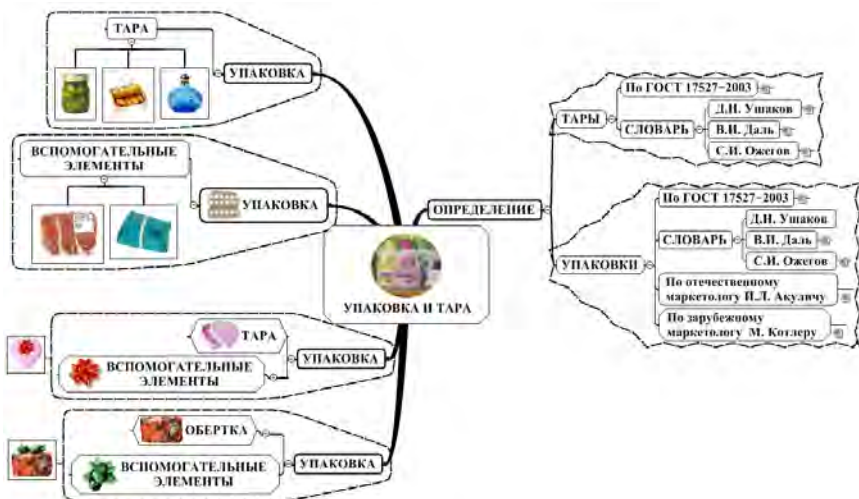 ТАРА
УПАКОВКА
ВСПОМОГАТЕЛЬНЫЕ
ЭЛЕМЕНТЫ
УПАКОВКА
УПАКОВКА И ТАРА
ТАРА
ВСПОМОГАТЕЛЬНЫЕ
ЭЛЕМЕНТЫ
УПАКОВКА
ОБЕРТКА
ВСПОМОГАТЕЛЬНЫЕ
ЭЛЕМЕНТЫ
УПАКОВКА
ОПРЕДЕЛЕНИЕ
ТАРЫ
По ГОСТ 17527–2003
СЛОВАРЬ
Д.Н. Ушаков
В.И. Даль
С.И. Ожегов
УПАКОВКИ
По ГОСТ 17527–2003
СЛОВАРЬ
Д.Н. Ушаков
В.И. Даль
С.И. Ожегов
По отечественному
маркетологу И.Л. Акуличу
По зарубежному
маркетологу М. Котлеру